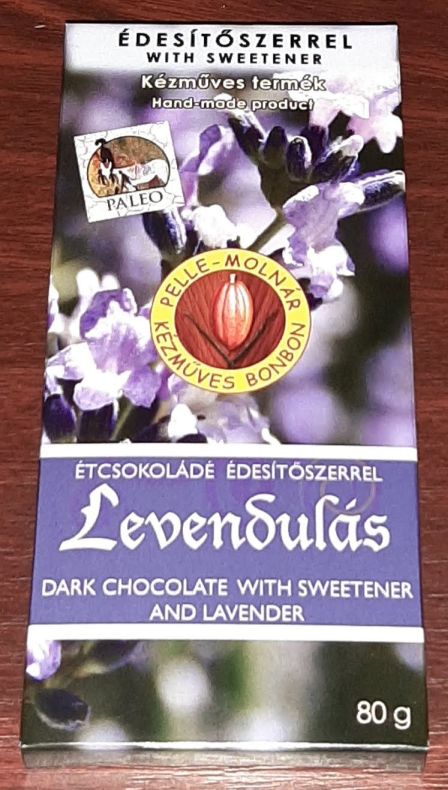 ÉDESÍTŐSZERREL
WITH SWEETENER
Kézműves termék
Hand-made product
PALEO
PELLE-MOLNÁR
KÉZMŰVES BONBON
ÉTCSOKOLÁDÉ ÉDESÍTŐSZERREL
Levendulás
DARK CHOCOLATE WITH SWEETENER
AND LAVENDER
80 g